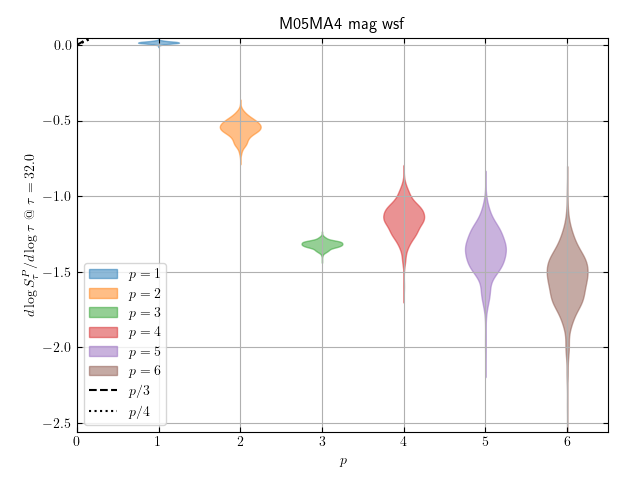 M05MA4 mag wsf
d log S_τ^p / d log τ @ τ = 32.0
0.0
−0.5
−1.0
−1.5
−2.0
−2.5
p = 1
p = 2
p = 3
p = 4
p = 5
p = 6
p/3
p/4
0 1 2 3 4 5 6
p